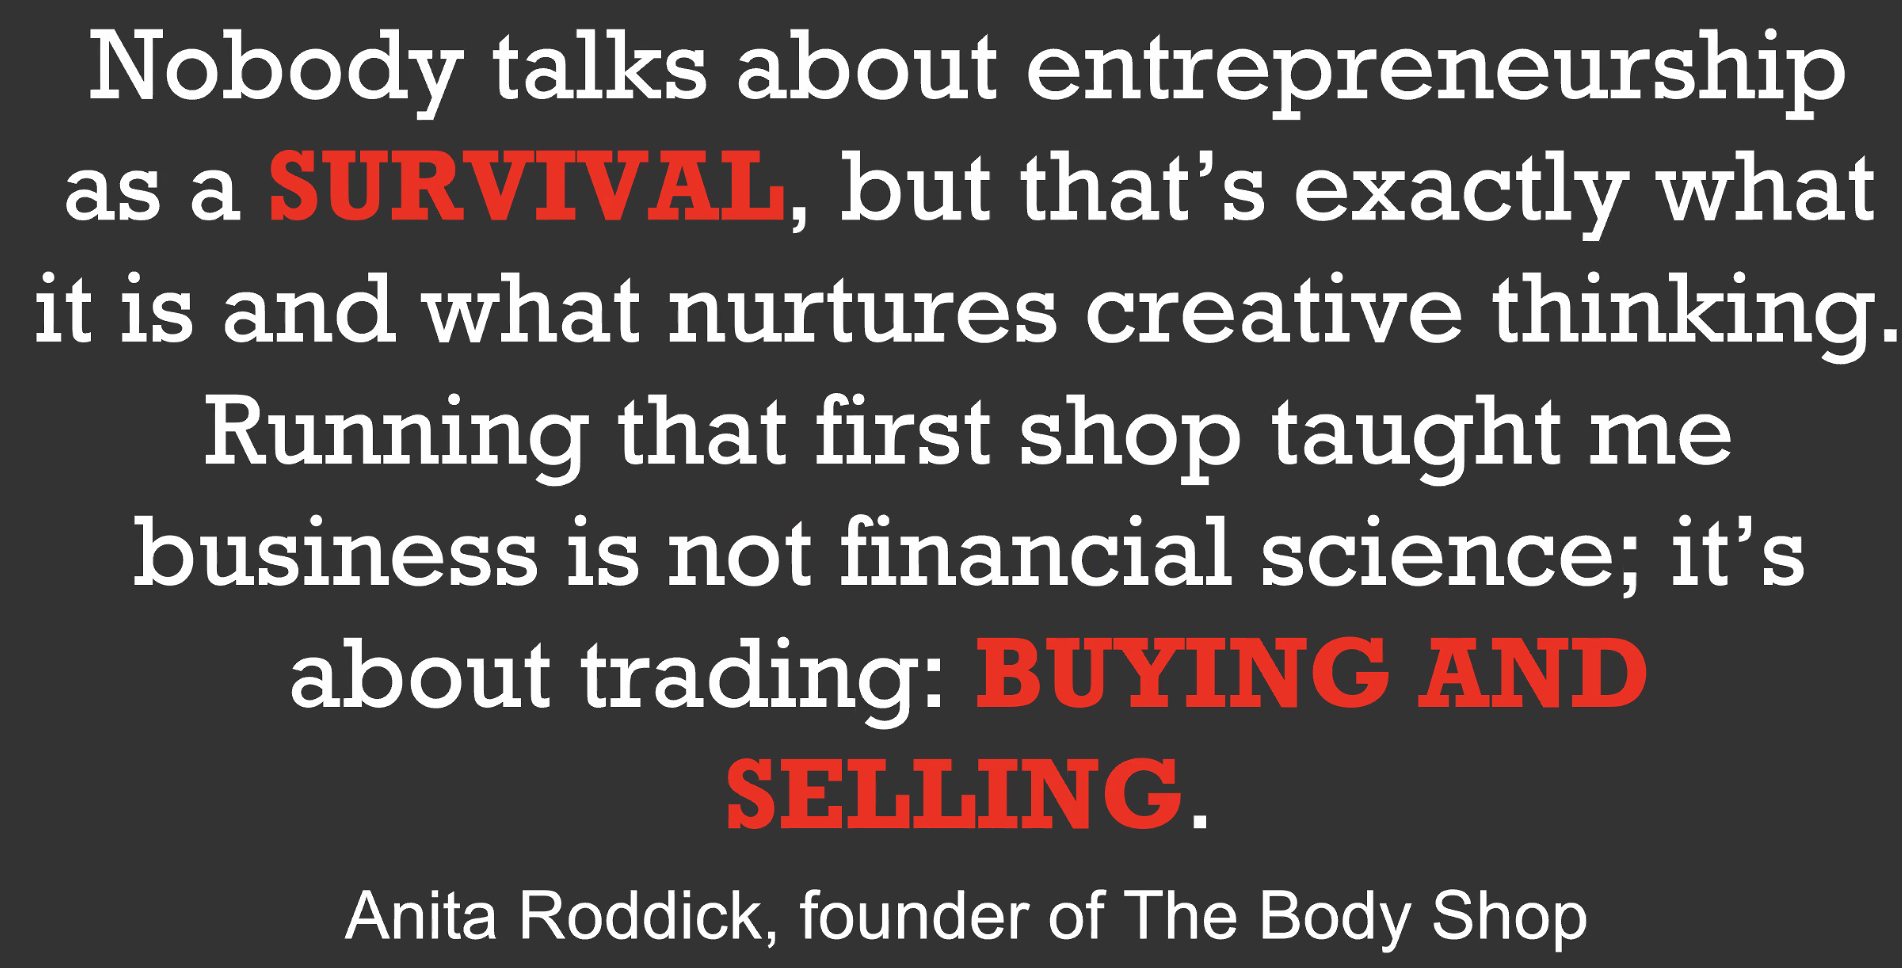 Nobody talks about entrepreneurship
as a SURVIVAL, but that’s exactly what
it is and what nurtures creative thinking.
Running that first shop taught me
business is not financial science; it’s
about trading: BUYING AND
SELLING.
Anita Roddick, founder of The Body Shop